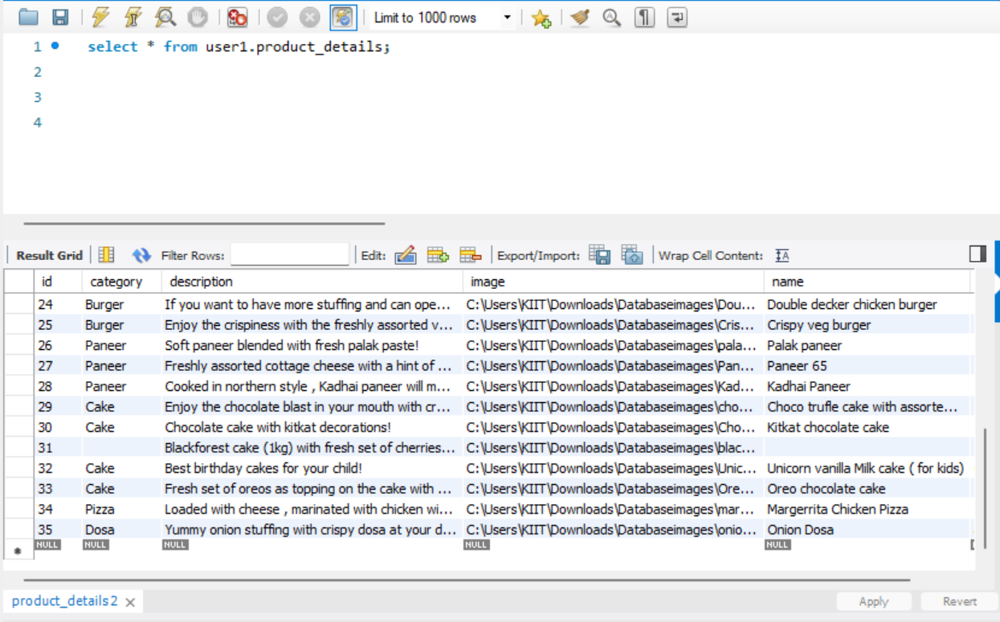 Limit to 1000 rows
1 select * from user1.product_details;
2
3
4
Result Grid Filter Rows: Edit: Export/Import: Wrap Cell Content:
id category description image name
24 Burger If you want to have more stuffing and can ope... C:\Users\KIIT\Downloads\Databaseimages\Dou... Double decker chicken burger
25 Burger Enjoy the crispiness with the freshly assorted v... C:\Users\KIIT\Downloads\Databaseimages\Cris... Crispy veg burger
26 Paneer Soft paneer blended with fresh palak paste! C:\Users\KIIT\Downloads\Databaseimages\pala... Palak paneer
27 Paneer Freshly assorted cottage cheese with a hint of ... C:\Users\KIIT\Downloads\Databaseimages\Pan... Paneer 65
28 Paneer Cooked in northern style , Kadhai paneer will m... C:\Users\KIIT\Downloads\Databaseimages\Kad... Kadhai Paneer
29 Cake Enjoy the chocolate blast in your mouth with cr... C:\Users\KIIT\Downloads\Databaseimages\cho... Choco trufle cake with assorte...
30 Cake Chocolate cake with kitkat decorations! C:\Users\KIIT\Downloads\Databaseimages\Cho... Kitkat chocolate cake
31 Blackforest cake (1kg) with fresh set of cherries... C:\Users\KIIT\Downloads\Databaseimages\blac...
32 Cake Best birthday cakes for your child! C:\Users\KIIT\Downloads\Databaseimages\Unic... Unicorn vanilla Milk cake ( for kids)
33 Cake Fresh set of oreos as topping on the cake with ... C:\Users\KIIT\Downloads\Databaseimages\Ore... Oreo chocolate cake
34 Pizza Loaded with cheese , marinated with chicken wi... C:\Users\KIIT\Downloads\Databaseimages\mar... Margerrita Chicken Pizza
35 Dosa Yummy onion stuffing with crispy dosa at your d... C:\Users\KIIT\Downloads\Databaseimages\onio... Onion Dosa
NULL NULL NULL NULL NULL
product_details 2 Apply Revert